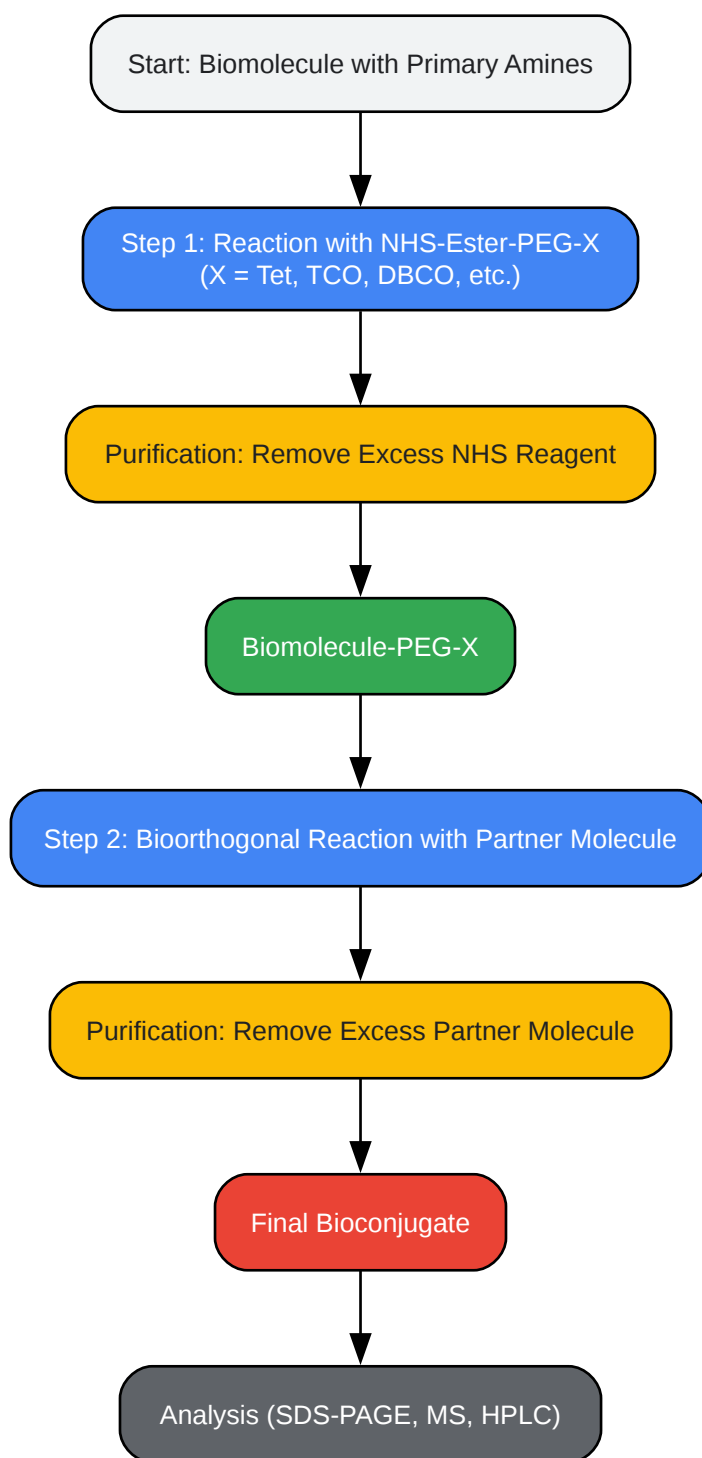 Start: Biomolecule with Primary Amines
Step 1: Reaction with NHS-Ester-PEG-X
(X = Tet, TCO, DBCO, etc.)
Purification: Remove Excess NHS Reagent
Biomolecule-PEG-X
Step 2: Bioorthogonal Reaction with Partner Molecule
Purification: Remove Excess Partner Molecule
Final Bioconjugate
Analysis (SDS-PAGE, MS, HPLC)